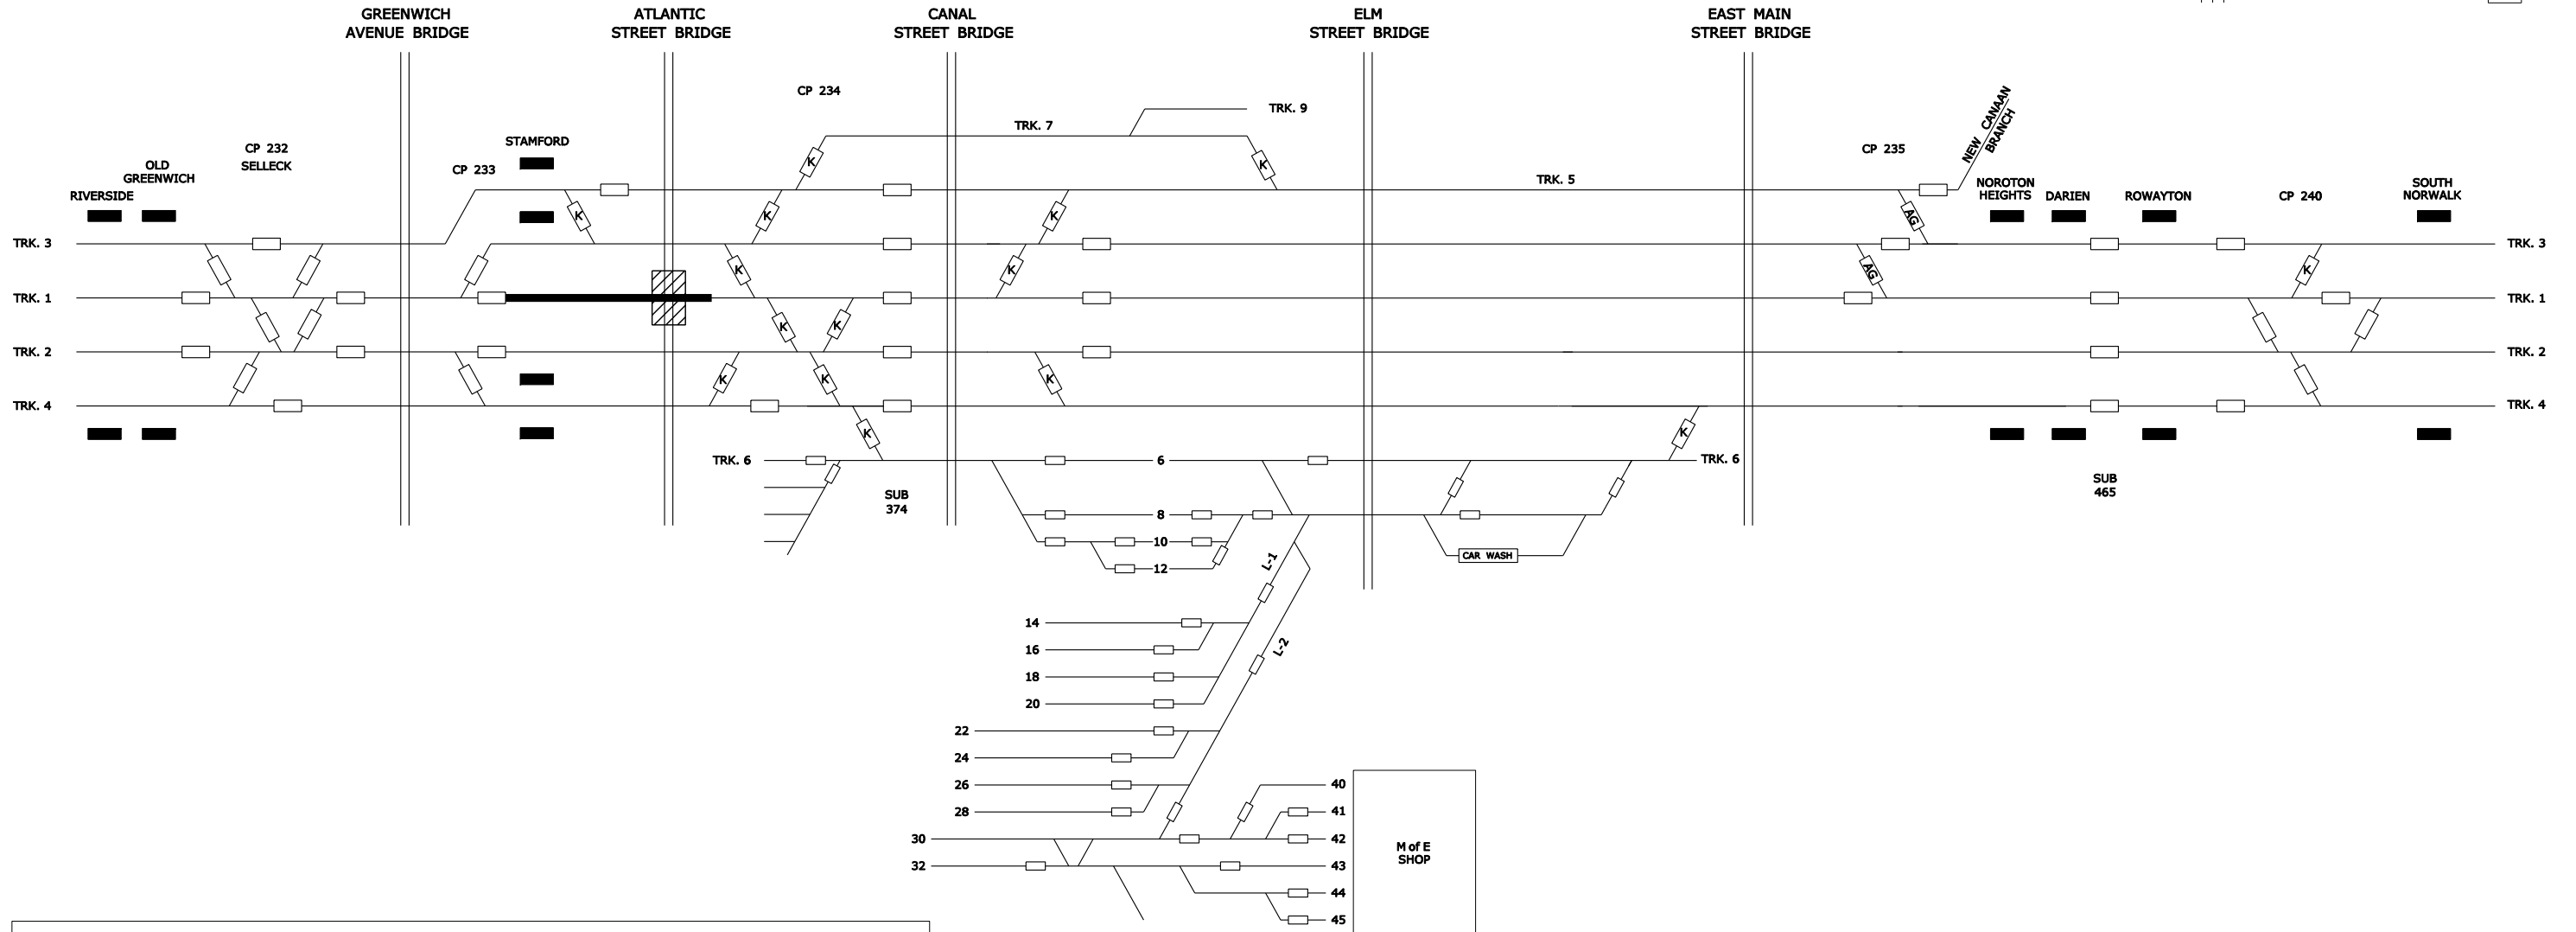 GREENWICH
AVENUE BRIDGE
ATLANTIC
STREET BRIDGE
CANAL
STREET BRIDGE
ELM
STREET BRIDGE
EAST MAIN
STREET BRIDGE
CP 234
TRK. 9
TRK. 7
STAMFORD
CP 232
SELLECK
CP 233
CP 235
NEW CANAAN
BRANCH
OLD
GREENWICH
RIVERSIDE
TRK. 5
NOROTON
HEIGHTS
DARIEN
ROWAYTON
CP 240
SOUTH
NORWALK
K
K
K
K
K
AG
TRK. 3
TRK. 3
K
K
AG
K
TRK. 1
TRK. 1
K
K
TRK. 2
TRK. 2
K
K
K
TRK. 4
TRK. 4
K
K
TRK. 6
6
TRK. 6
SUB
374
SUB
465
8
10
12
CAR WASH
L-1
L-2
14
16
18
20
22
24
26
28
30
32
40
41
42
43
44
45
M of E
SHOP